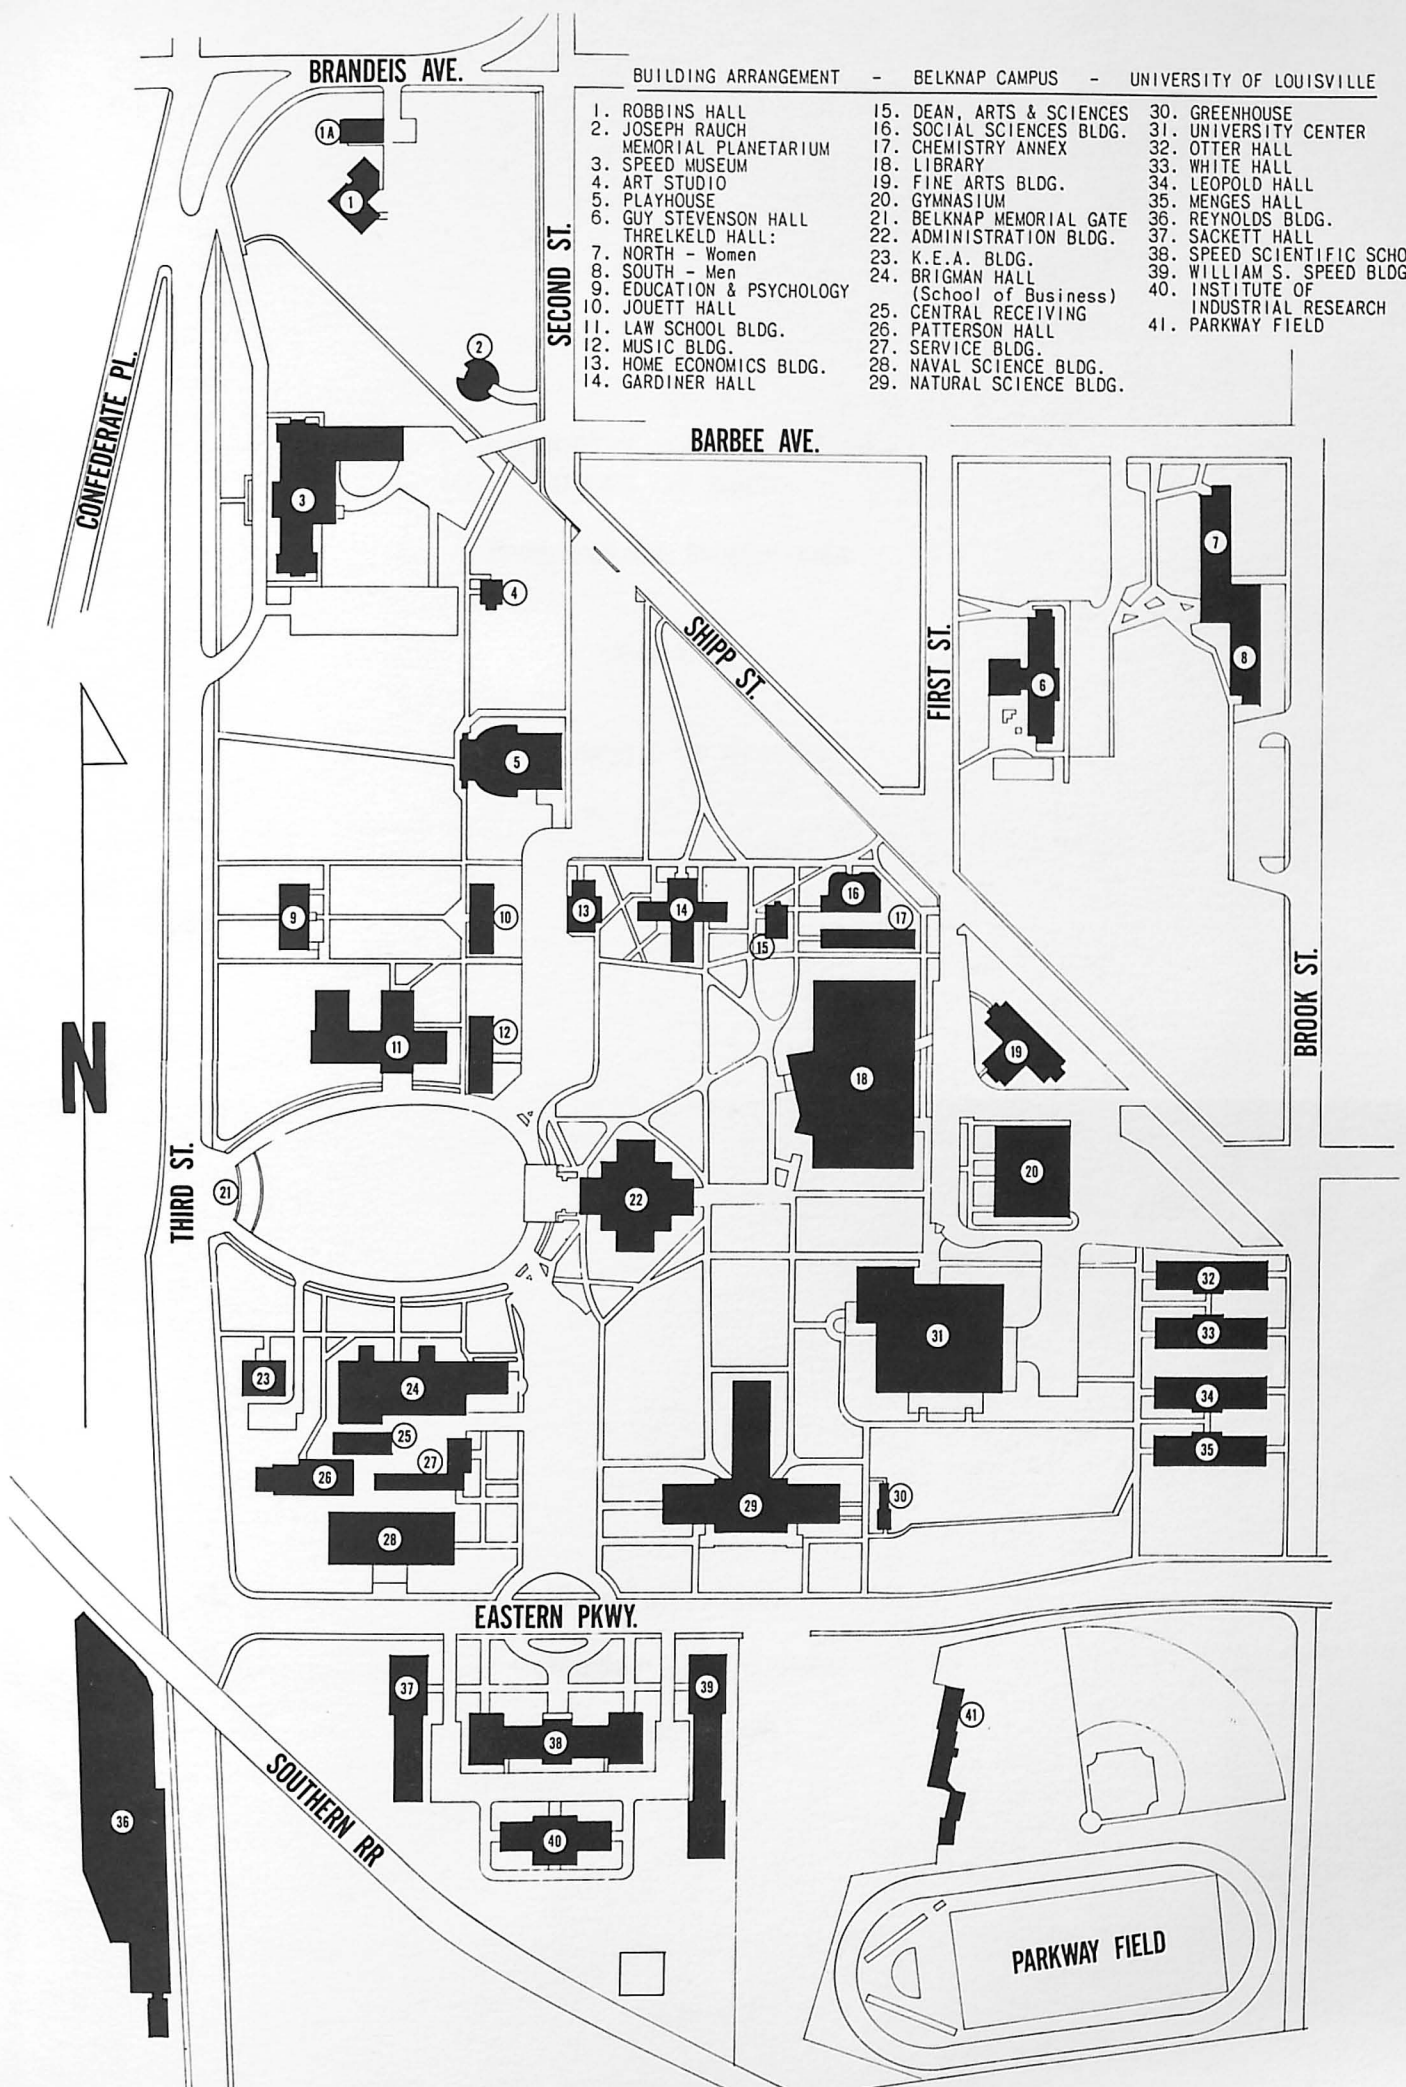 BRANDEIS AVE.
BUILDING ARRANGEMENT - BELKNAP CAMPUS - UNIVERSITY OF LOUISVILLE
1. ROBBINS HALL
2. JOSEPH RAUCH
MEMORIAL PLANETARIUM
3. SPEED MUSEUM
4. ART STUDIO
5. PLAYHOUSE
6. GUY STEVENSON HALL
THRELKELD HALL:
7. NORTH - Women
8. SOUTH - Men
9. EDUCATION & PSYCHOLOGY
10. JOUETT HALL
11. LAW SCHOOL BLDG.
12. MUSIC BLDG.
13. HOME ECONOMICS BLDG.
14. GARDINER HALL
15. DEAN, ARTS & SCIENCES
16. SOCIAL SCIENCES BLDG.
17. CHEMISTRY ANNEX
18. LIBRARY
19. FINE ARTS BLDG.
20. GYMNASIUM
21. BELKNAP MEMORIAL GATE
22. ADMINISTRATION BLDG.
23. K.E.A. BLDG.
24. BRIGMAN HALL
(School of Business)
25. CENTRAL RECEIVING
26. PATTERSON HALL
27. SERVICE BLDG.
28. NAVAL SCIENCE BLDG.
29. NATURAL SCIENCE BLDG.
30. GREENHOUSE
31. UNIVERSITY CENTER
32. OTTER HALL
33. WHITE HALL
34. LEOPOLD HALL
35. MENGES HALL
36. REYNOLDS BLDG.
37. SACKETT HALL
38. SPEED SCIENTIFIC SCHO
39. WILLIAM S. SPEED BLDG
40. INSTITUTE OF
INDUSTRIAL RESEARCH
41. PARKWAY FIELD
1A
1
SECOND ST.
2
CONFEDERATE PL.
BARBEE AVE.
3
7
4
SHIPP ST.
FIRST ST.
6
8
5
9
10
13
14
15
16
17
BROOK ST.
N
11
12
18
19
THIRD ST.
21
22
20
32
31
33
23
24
34
25
35
26
27
29
30
28
EASTERN PKWY.
37
39
38
41
SOUTHERN RR
36
40
PARKWAY FIELD